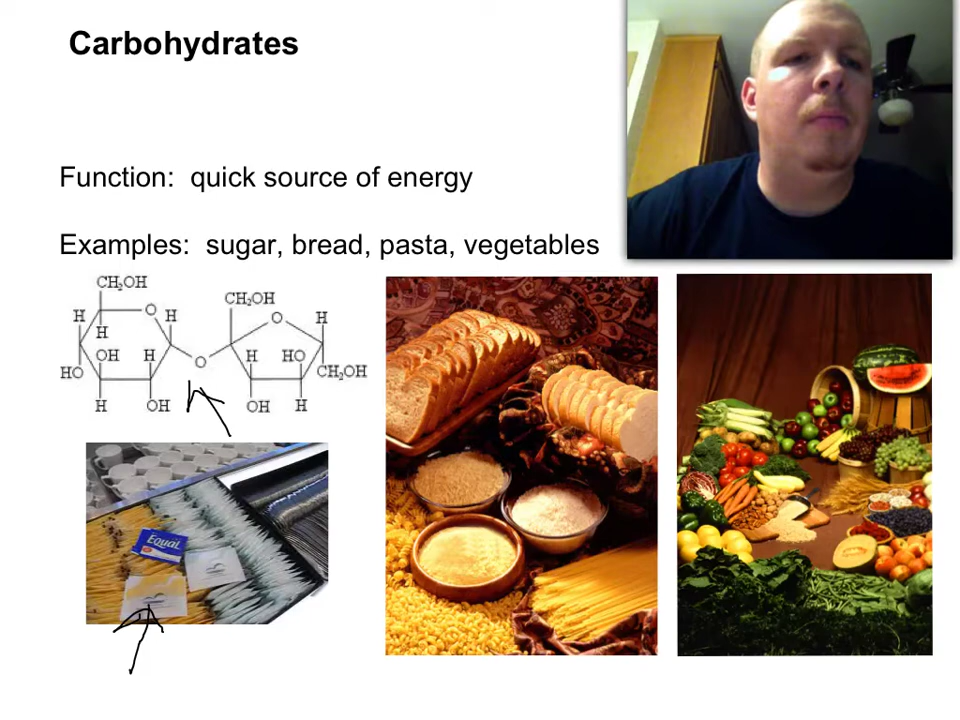 Carbohydrates
Function: quick source of energy
Examples: sugar, bread, pasta, vegetables
CH₂OH
O H
H
H
OH H
HO
H OH
O
CH₂OH
O
H
H HO
CH₂OH
OH H
Equal